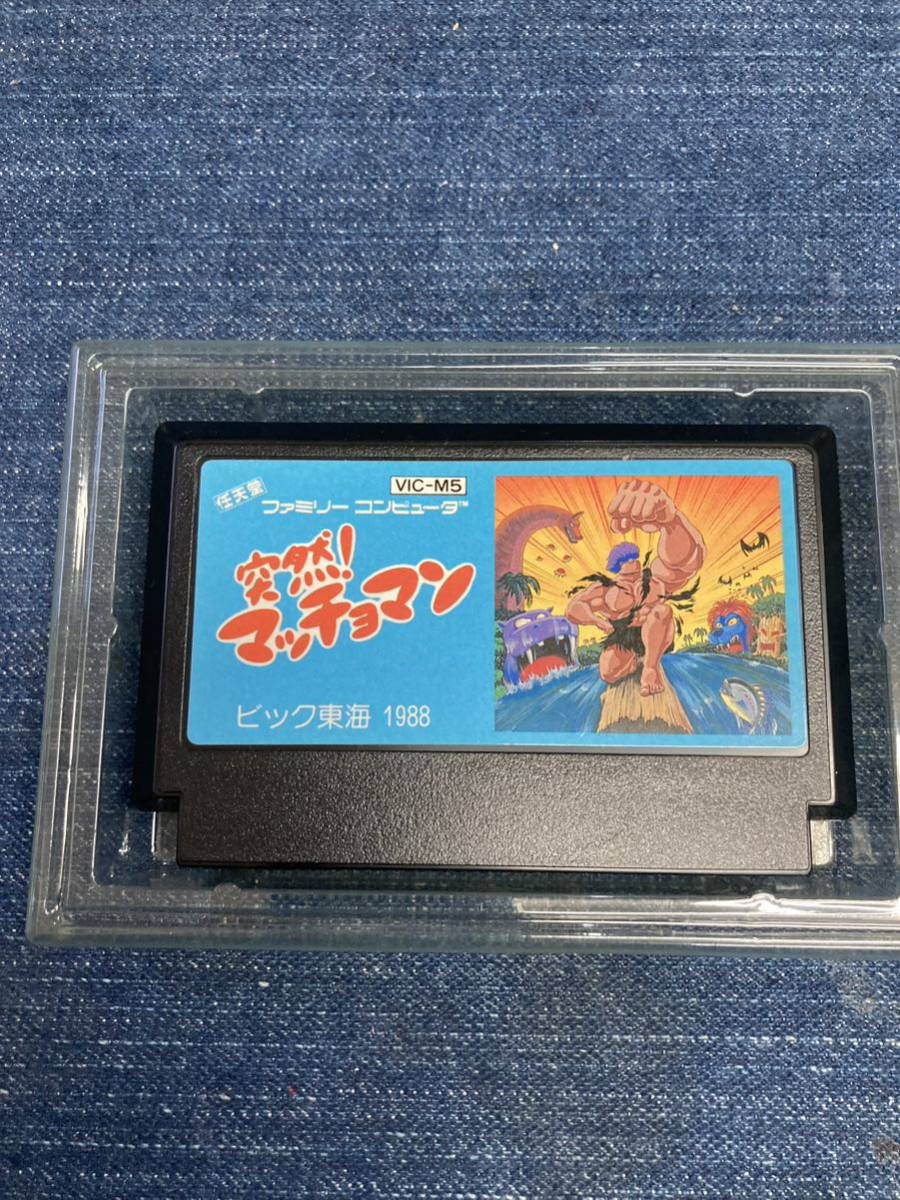 VIC-M5
任天堂
ファミリー コンピュータ™
突然!
マッチョマン
ビック東海 1988